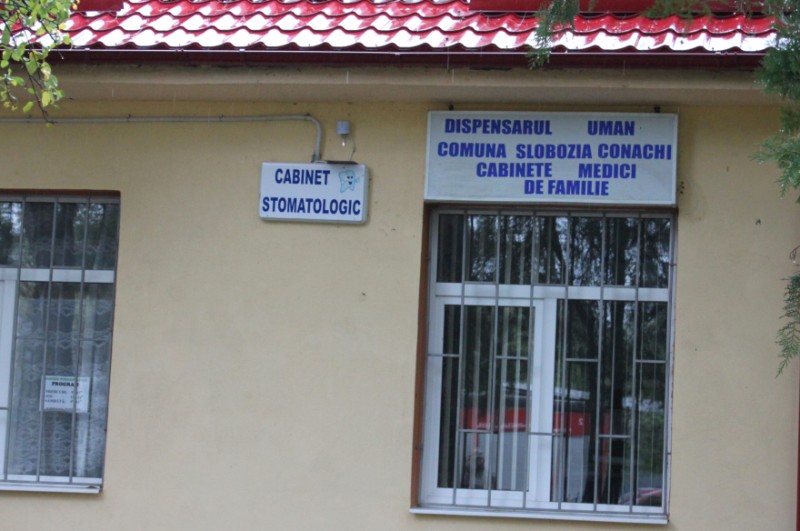 CABINET
STOMATOLOGIC
DISPENSARUL UMAN
COMUNA SLOBOZIA CONACHI
CABINETE MEDICI
DE FAMILIE
PROGRAM